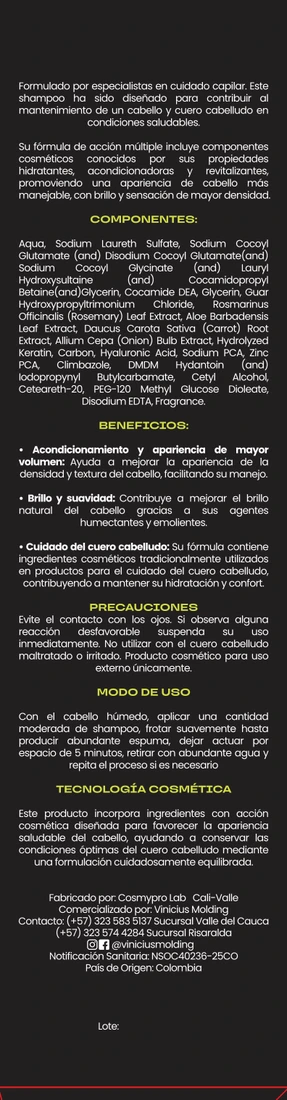 Formulado por especialistas en cuidado capilar. Este
shampoo ha sido diseñado para contribuir al
mantenimiento de un cabello y cuero cabelludo en
condiciones saludables.
Su fórmula de acción múltiple incluye componentes
cosméticos conocidos por sus propiedades
hidratantes, acondicionadoras y revitalizantes,
promoviendo una apariencia de cabello más
manejable, con brillo y sensación de mayor densidad.
COMPONENTES:
Aqua, Sodium Laureth Sulfate, Sodium Cocoyl
Glutamate (and) Disodium Cocoyl Glutamate(and)
Sodium Cocoyl Glycinate (and) Lauryl
Hydroxysultaine (and) Cocamidopropyl
Betaine(and)Glycerin, Cocamide DEA, Glycerin, Guar
Hydroxypropyltrimonium Chloride, Rosmarinus
Officinalis (Rosemary) Leaf Extract, Aloe Barbadensis
Leaf Extract, Daucus Carota Sativa (Carrot) Root
Extract, Allium Cepa (Onion) Bulb Extract, Hydrolyzed
Keratin, Carbon, Hyaluronic Acid, Sodium PCA, Zinc
PCA, Climbazole, DMDM Hydantoin (and)
Iodopropynyl Butylcarbamate, Cetyl Alcohol,
Ceteareth-20, PEG-120 Methyl Glucose Dioleate,
Disodium EDTA, Fragrance.
BENEFICIOS:
• Acondicionamiento y apariencia de mayor
volumen: Ayuda a mejorar la apariencia de la
densidad y textura del cabello, facilitando su manejo.
• Brillo y suavidad: Contribuye a mejorar el brillo
natural del cabello gracias a sus agentes
humectantes y emolientes.
• Cuidado del cuero cabelludo: Su fórmula contiene
ingredientes cosméticos tradicionalmente utilizados
en productos para el cuidado del cuero cabelludo,
contribuyendo a mantener su hidratación y confort.
PRECAUCIONES
Evite el contacto con los ojos. Si observa alguna
reacción desfavorable suspenda su uso
inmediatamente. No utilizar con el cuero cabelludo
maltratado o irritado. Producto cosmético para uso
externo únicamente.
MODO DE USO
Con el cabello húmedo, aplicar una cantidad
moderada de shampoo, frotar suavemente hasta
producir abundante espuma, dejar actuar por
espacio de 5 minutos, retirar con abundante agua y
repita el proceso si es necesario
TECNOLOGÍA COSMÉTICA
Este producto incorpora ingredientes con acción
cosmética diseñada para favorecer la apariencia
saludable del cabello, ayudando a conservar las
condiciones óptimas del cuero cabelludo mediante
una formulación cuidadosamente equilibrada.
Fabricado por: Cosmypro Lab Cali-Valle
Comercializado por: Vinicius Molding
Contacto: (+57) 323 583 5137 Sucursal Valle del Cauca
(+57) 323 574 4284 Sucursal Risaralda
@viniciusmolding
Notificación Sanitaria: NSOC40236-25CO
País de Origen: Colombia
Lote: